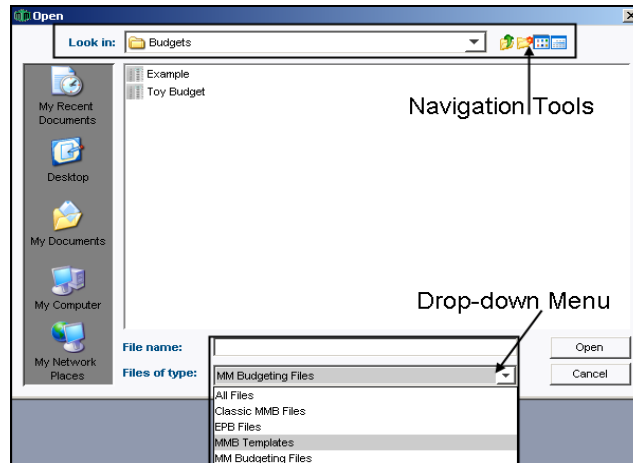 Open
Look in:
Budgets
Example
Toy Budget
Navigation Tools
My Recent
Documents
Desktop
My Documents
My Computer
My Network
Places
Drop-down Menu
File name:
Open
Files of type:
MM Budgeting Files
Cancel
All Files
Classic MMB Files
EPB Files
MMB Templates
MM Budgeting Files